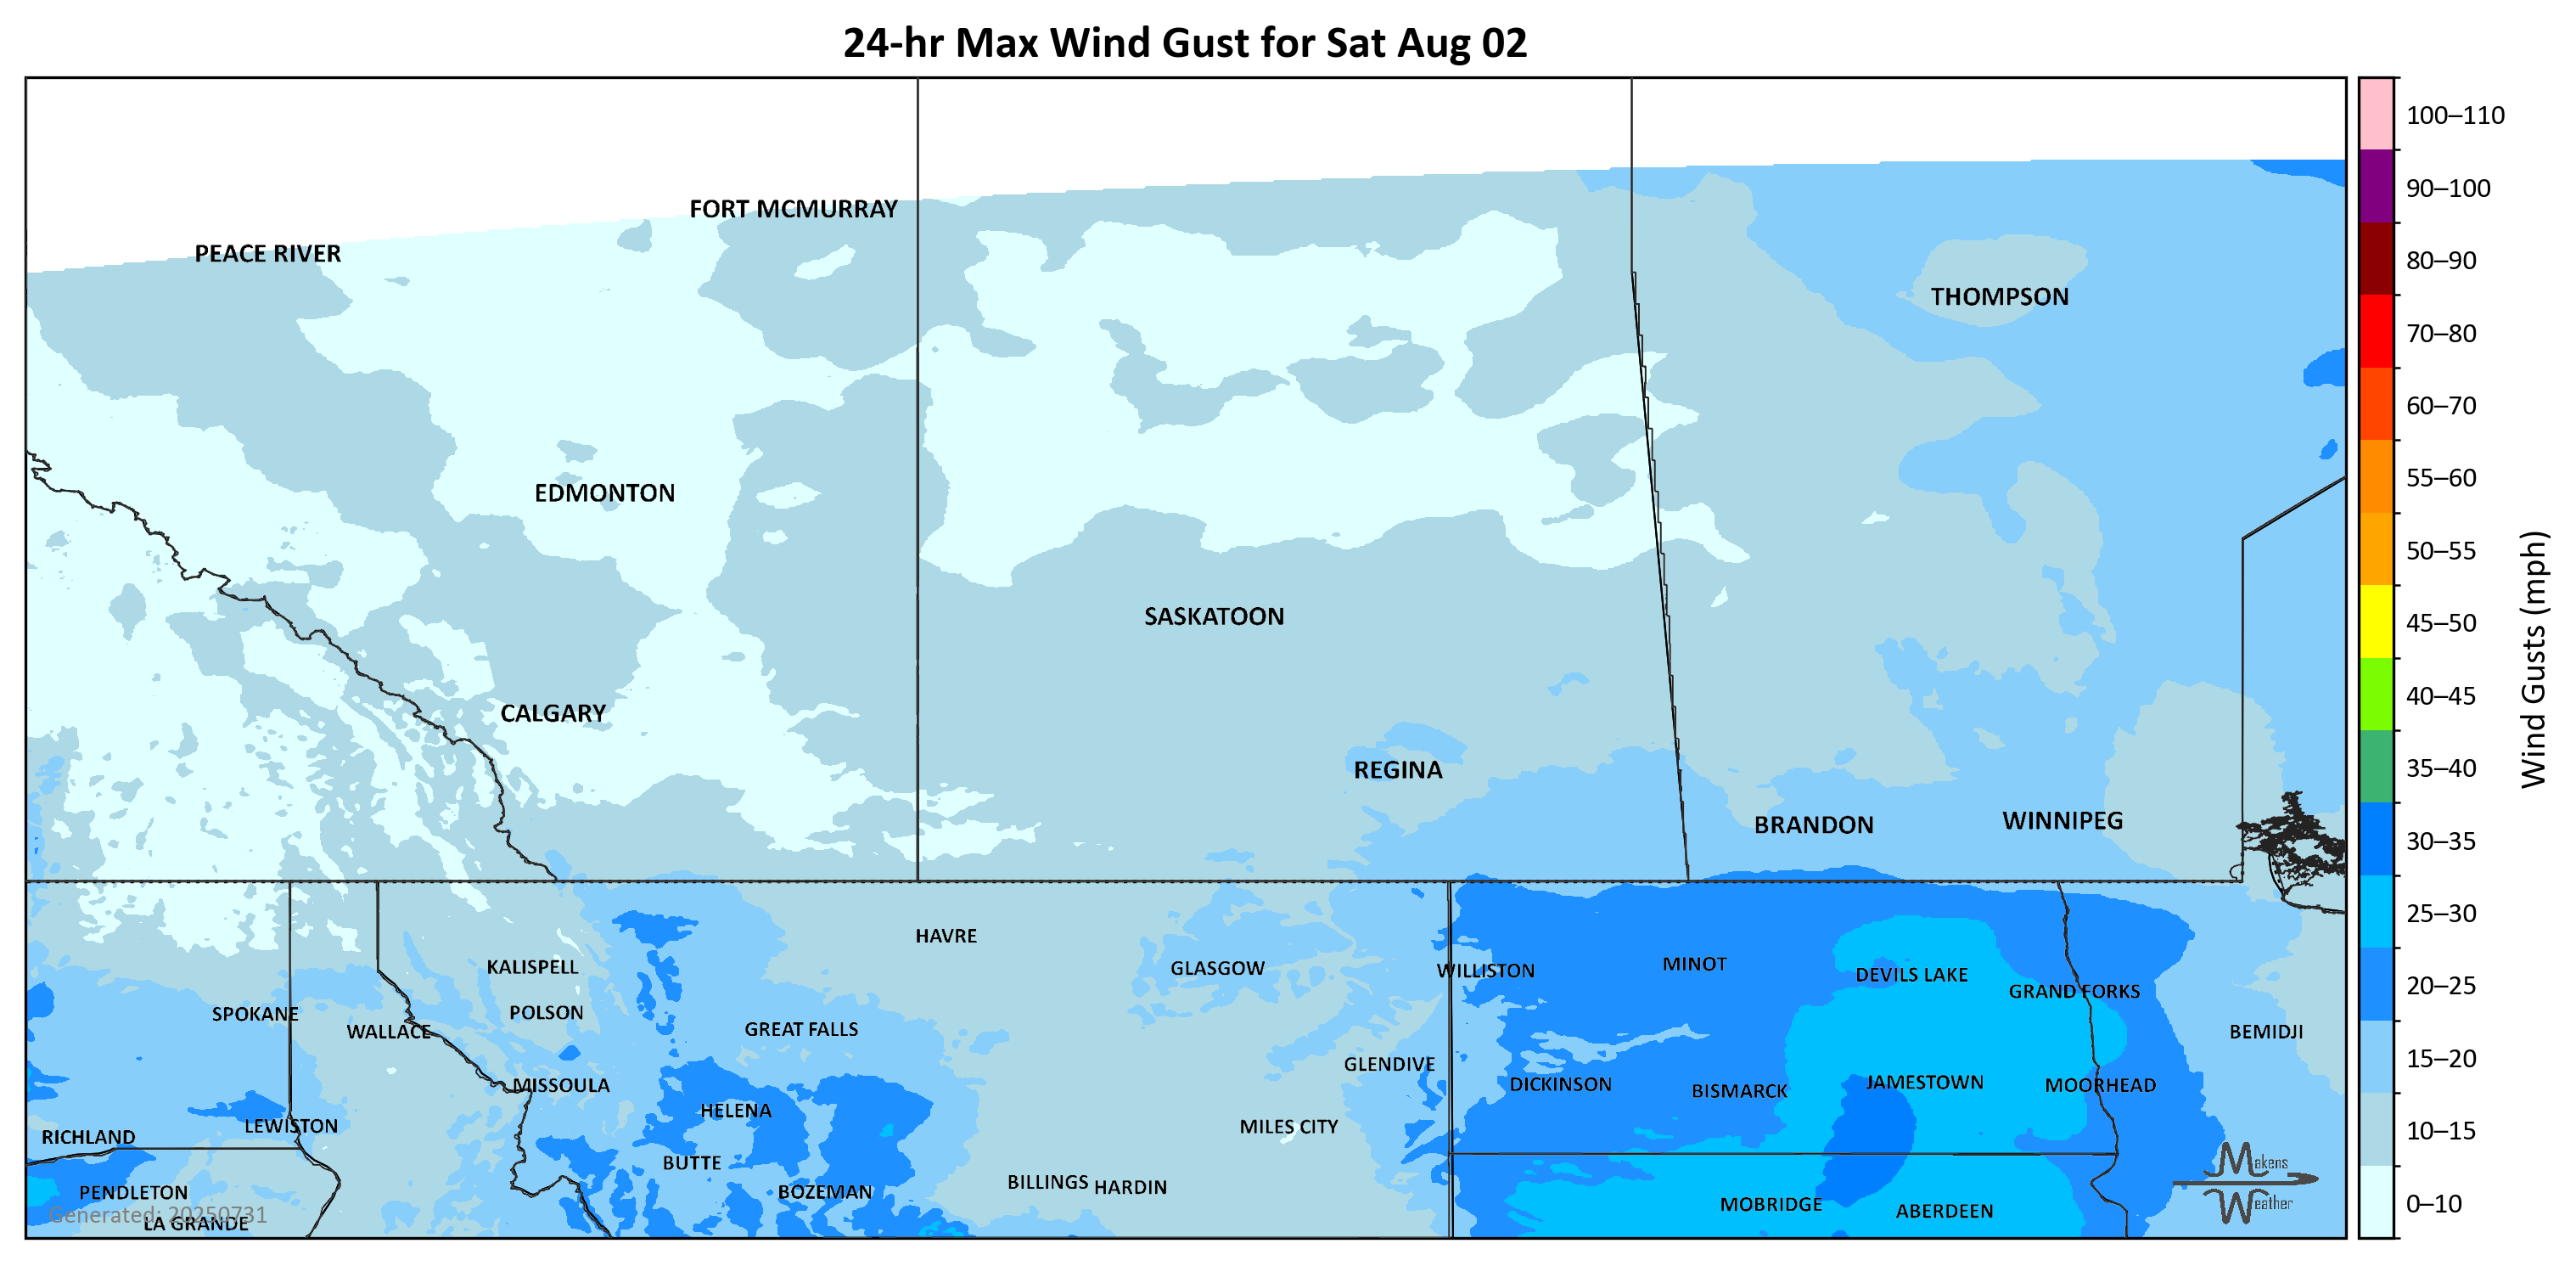 24-hr Max Wind Gust for Sat Aug 02
100–110
90–100
80–90
70–80
60–70
55–60
50–55
45–50
40–45
35–40
30–35
25–30
20–25
15–20
10–15
0–10
Wind Gusts (mph)
FORT MCMURRAY
PEACE RIVER
THOMPSON
EDMONTON
SASKATOON
CALGARY
REGINA
BRANDON
WINNIPEG
HAVRE
KALISPELL
GLASGOW
WILLISTON
MINOT
DEVILS LAKE
GRAND FORKS
SPOKANE
POLSON
WALLACE
GREAT FALLS
BEMIDJI
GLENDIVE
MISSOULA
DICKINSON
BISMARCK
JAMESTOWN
MOORHEAD
HELENA
LEWISTON
MILES CITY
RICHLAND
BUTTE
BILLINGS
HARDIN
PENDLETON
BOZEMAN
MOBRIDGE
ABERDEEN
Generated: 20250731
LA GRANDE
Makens
Weather